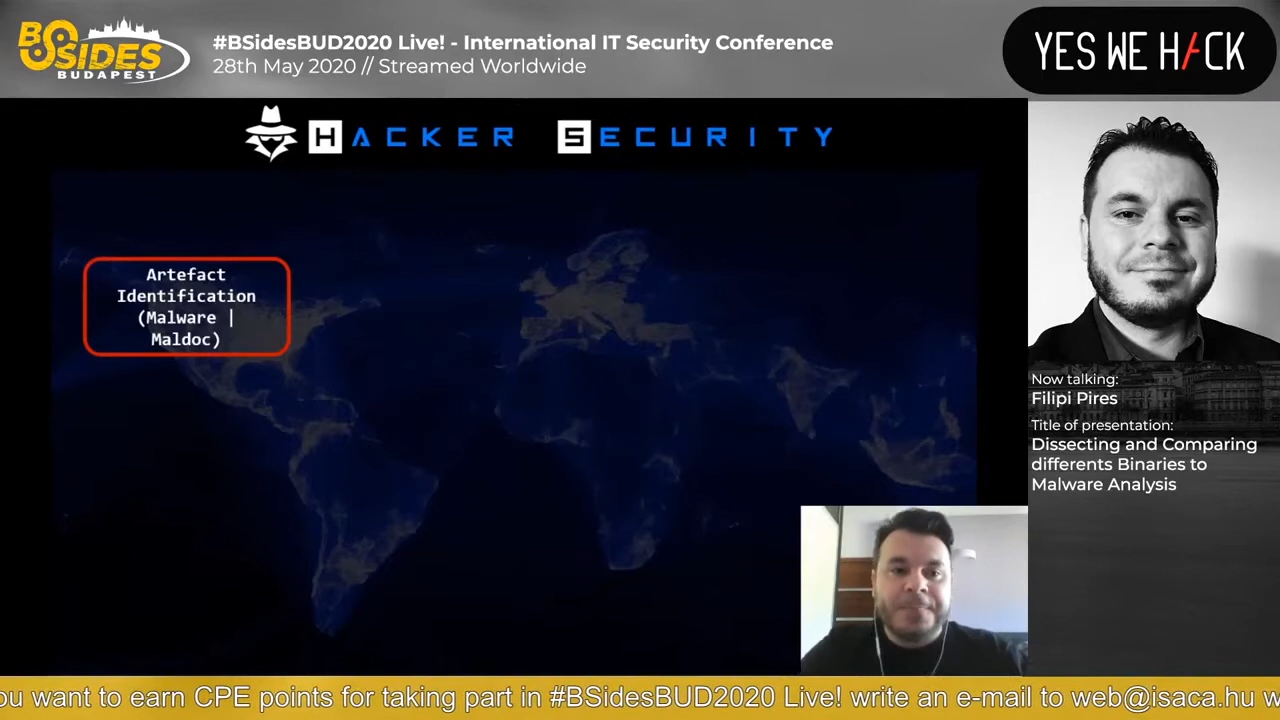 BSIDES
BUDAPEST
#BSidesBUD2020 Live! - International IT Security Conference
28th May 2020 // Streamed Worldwide
YES WE H/CK
HACKER SECURITY
Artefact
Identification
(Malware |
Maldoc)
Now talking:
Filipi Pires
Title of presentation:
Dissecting and Comparing
differents Binaries to
Malware Analysis
ou want to earn CPE points for taking part in #BSidesBUD2020 Live! write an e-mail to web@isaca.hu w